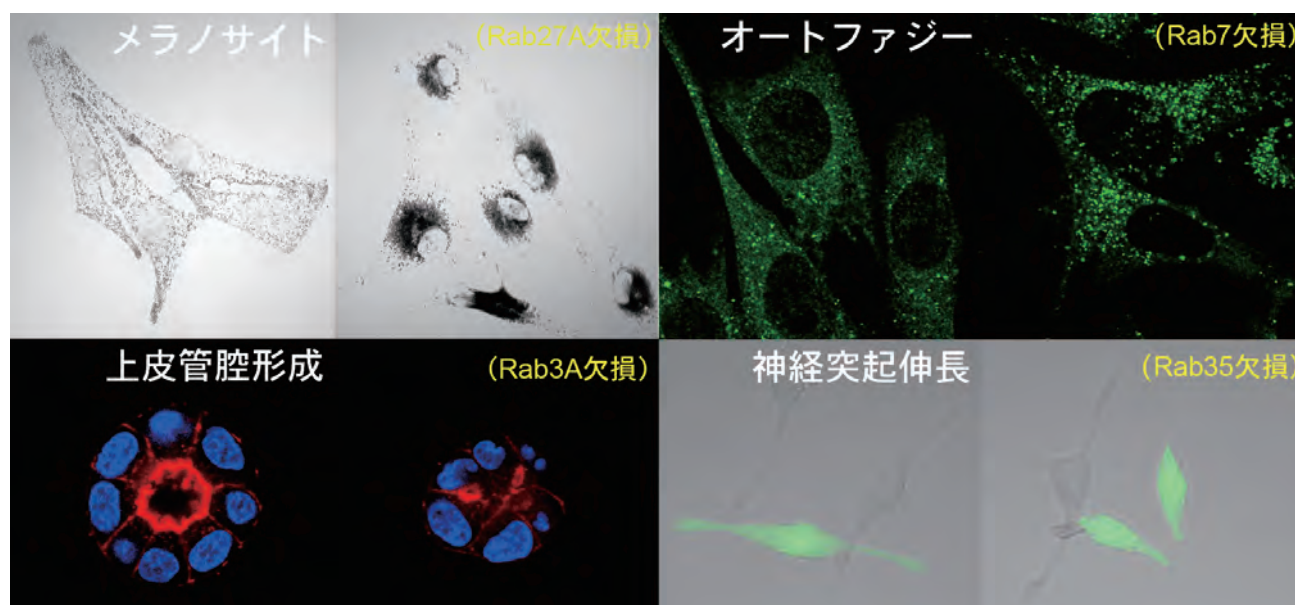 メラノサイト
(Rab27A欠損)
オートファジー
(Rab7欠損)
上皮管腔形成
(Rab3A欠損)
神経突起伸長
(Rab35欠損)